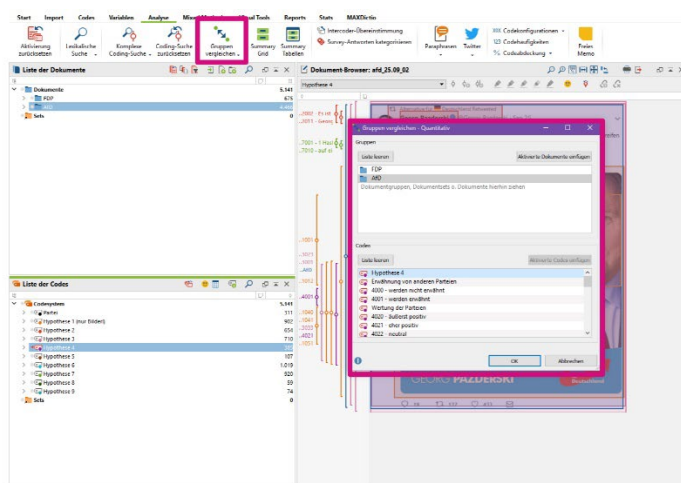 Start Import Codes Variablen Analyse Reports Stats MAXDictio
Aktivierung zurücksetzen
Lexikalische Suche
Komplexe Coding-Suche
Coding-Suche zurücksetzen
Gruppen vergleichen
Summary Grid
Summary Tabellen
Intercoder-Übereinstimmung
Survey-Antworten kategorisieren
Paraphrasen
Twitter
Codekonfigurationen
Codehäufigkeiten
Codeabdeckung
Freies Memo
Liste der Dokumente
Dokumente 5.141
FDP 675
AfD
Sets 0
Dokument-Browser: afd_25.09_02
Hypothese 4
Gruppen vergleichen - Quantitativ
Gruppen
Liste leeren Aktivierte Dokumente einfügen
FDP
AfD
Dokumentgruppen, Dokumentsets o. Dokumente hierhin ziehen
Codes
Liste leeren Aktivierte Codes einfügen
Hypothese 4
Erwähnung von anderen Parteien
4000 - werden nicht erwähnt
4001 - werden erwähnt
Wertung der Parteien
4020 - äußerst positiv
4021 - eher positiv
4022 - neutral
OK Abbrechen
GEORG PAZDERSKI
Liste der Codes
Codesystem 5.141
Partei 311
Hypothese 1 (nur Bilder!) 902
Hypothese 2 654
Hypothese 3 710
Hypothese 4
Hypothese 5 107
Hypothese 6 1.019
Hypothese 7 820
Hypothese 8 59
Hypothese 9 74
Sets 0